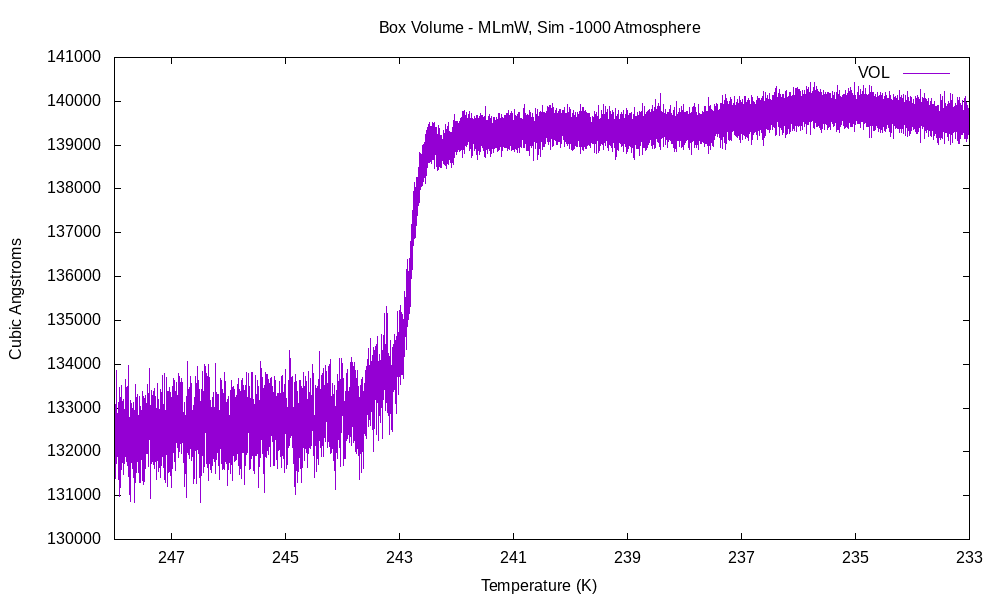 Box Volume - MLmW, Sim -1000 Atmosphere
VOL
141000
140000
139000
138000
137000
136000
135000
134000
133000
132000
131000
130000
Cubic Angstroms
247 245 243 241 239 237 235 233
Temperature (K)